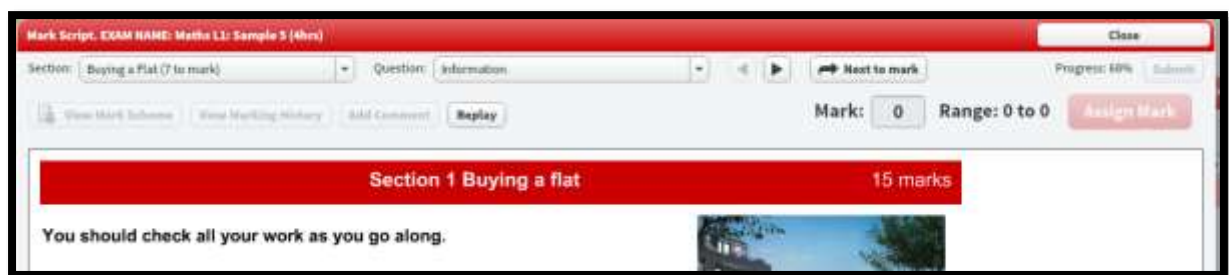 Mark Script. EXAM NAME: Maths L1: Sample 5 (4hrs) Close
Section: Buying a Flat (7 to mark) Question: Information Next to mark Progress: 60% Submit
View Mark Scheme View Marking History Add Comment Replay Mark: 0 Range: 0 to 0 Assign Mark
Section 1 Buying a flat 15 marks
You should check all your work as you go along.